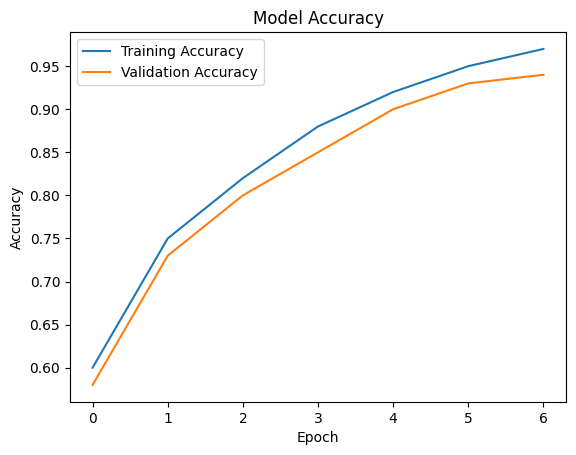 Model Accuracy
Training Accuracy
Validation Accuracy
Accuracy
0.95
0.90
0.85
0.80
0.75
0.70
0.65
0.60
0 1 2 3 4 5 6
Epoch